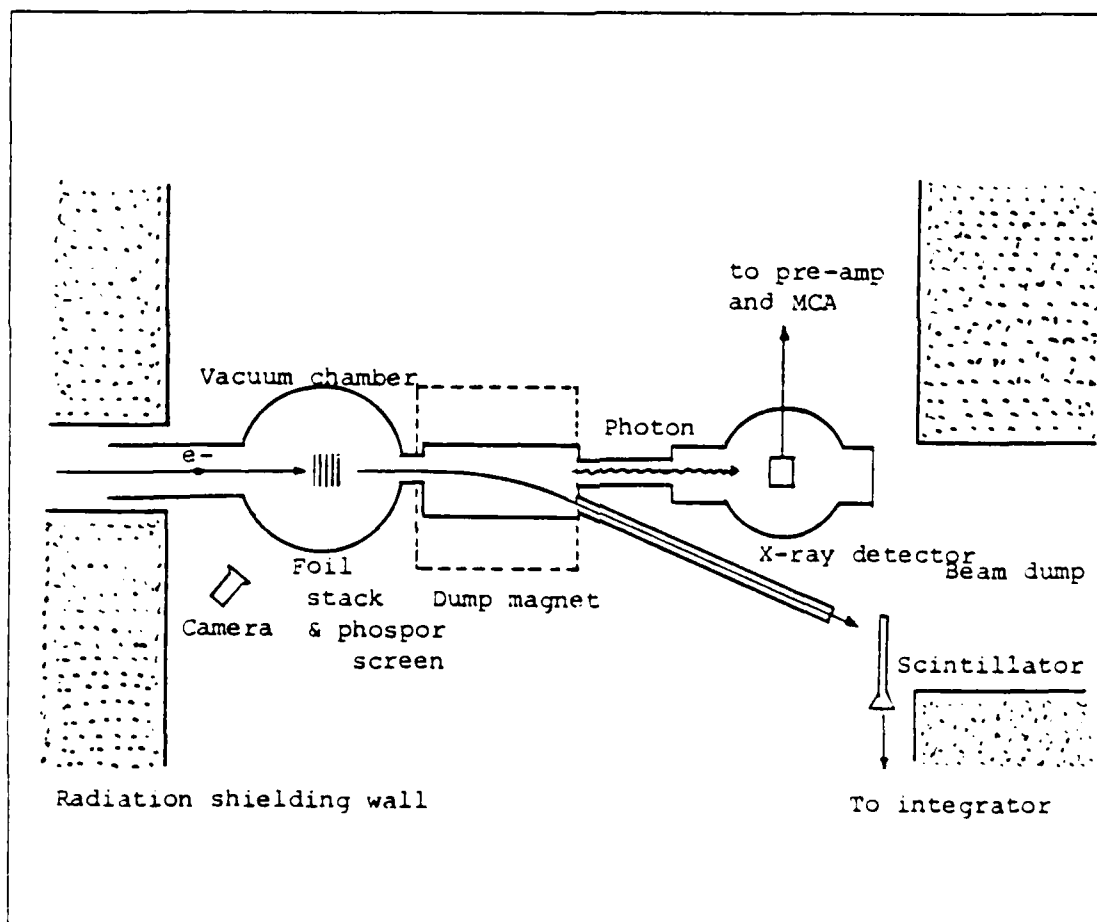 to pre-amp
and MCA
Vacuum chamber
Photon
e-
X-ray detector
Beam dump
Foil
stack
& phospor
screen
Dump magnet
Camera
Scintillator
Radiation shielding wall
To integrator